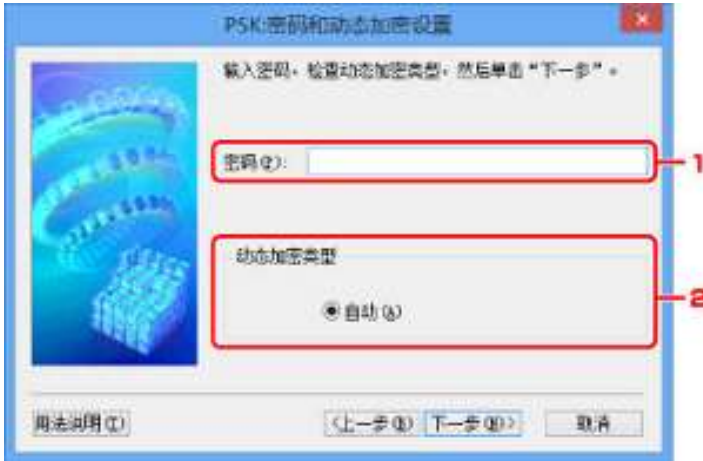 PSK:密码和动态加密设置
输入密码，检查动态加密类型，然后单击“下一步”。
密码(P):
1
动态加密类型
2
自动(A)
用法说明(I)
<上一步(B)
下一步(N)>
取消